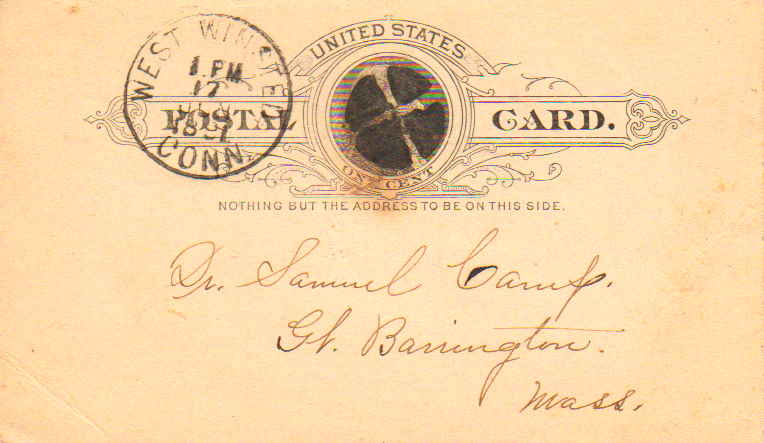 WEST WINSTED
1 PM
17
CONN.
UNITED STATES
POSTAL CARD.
ONE CENT
NOTHING BUT THE ADDRESS TO BE ON THIS SIDE.
Dr. Samuel Camp.
Gt. Barrington.
Mass.